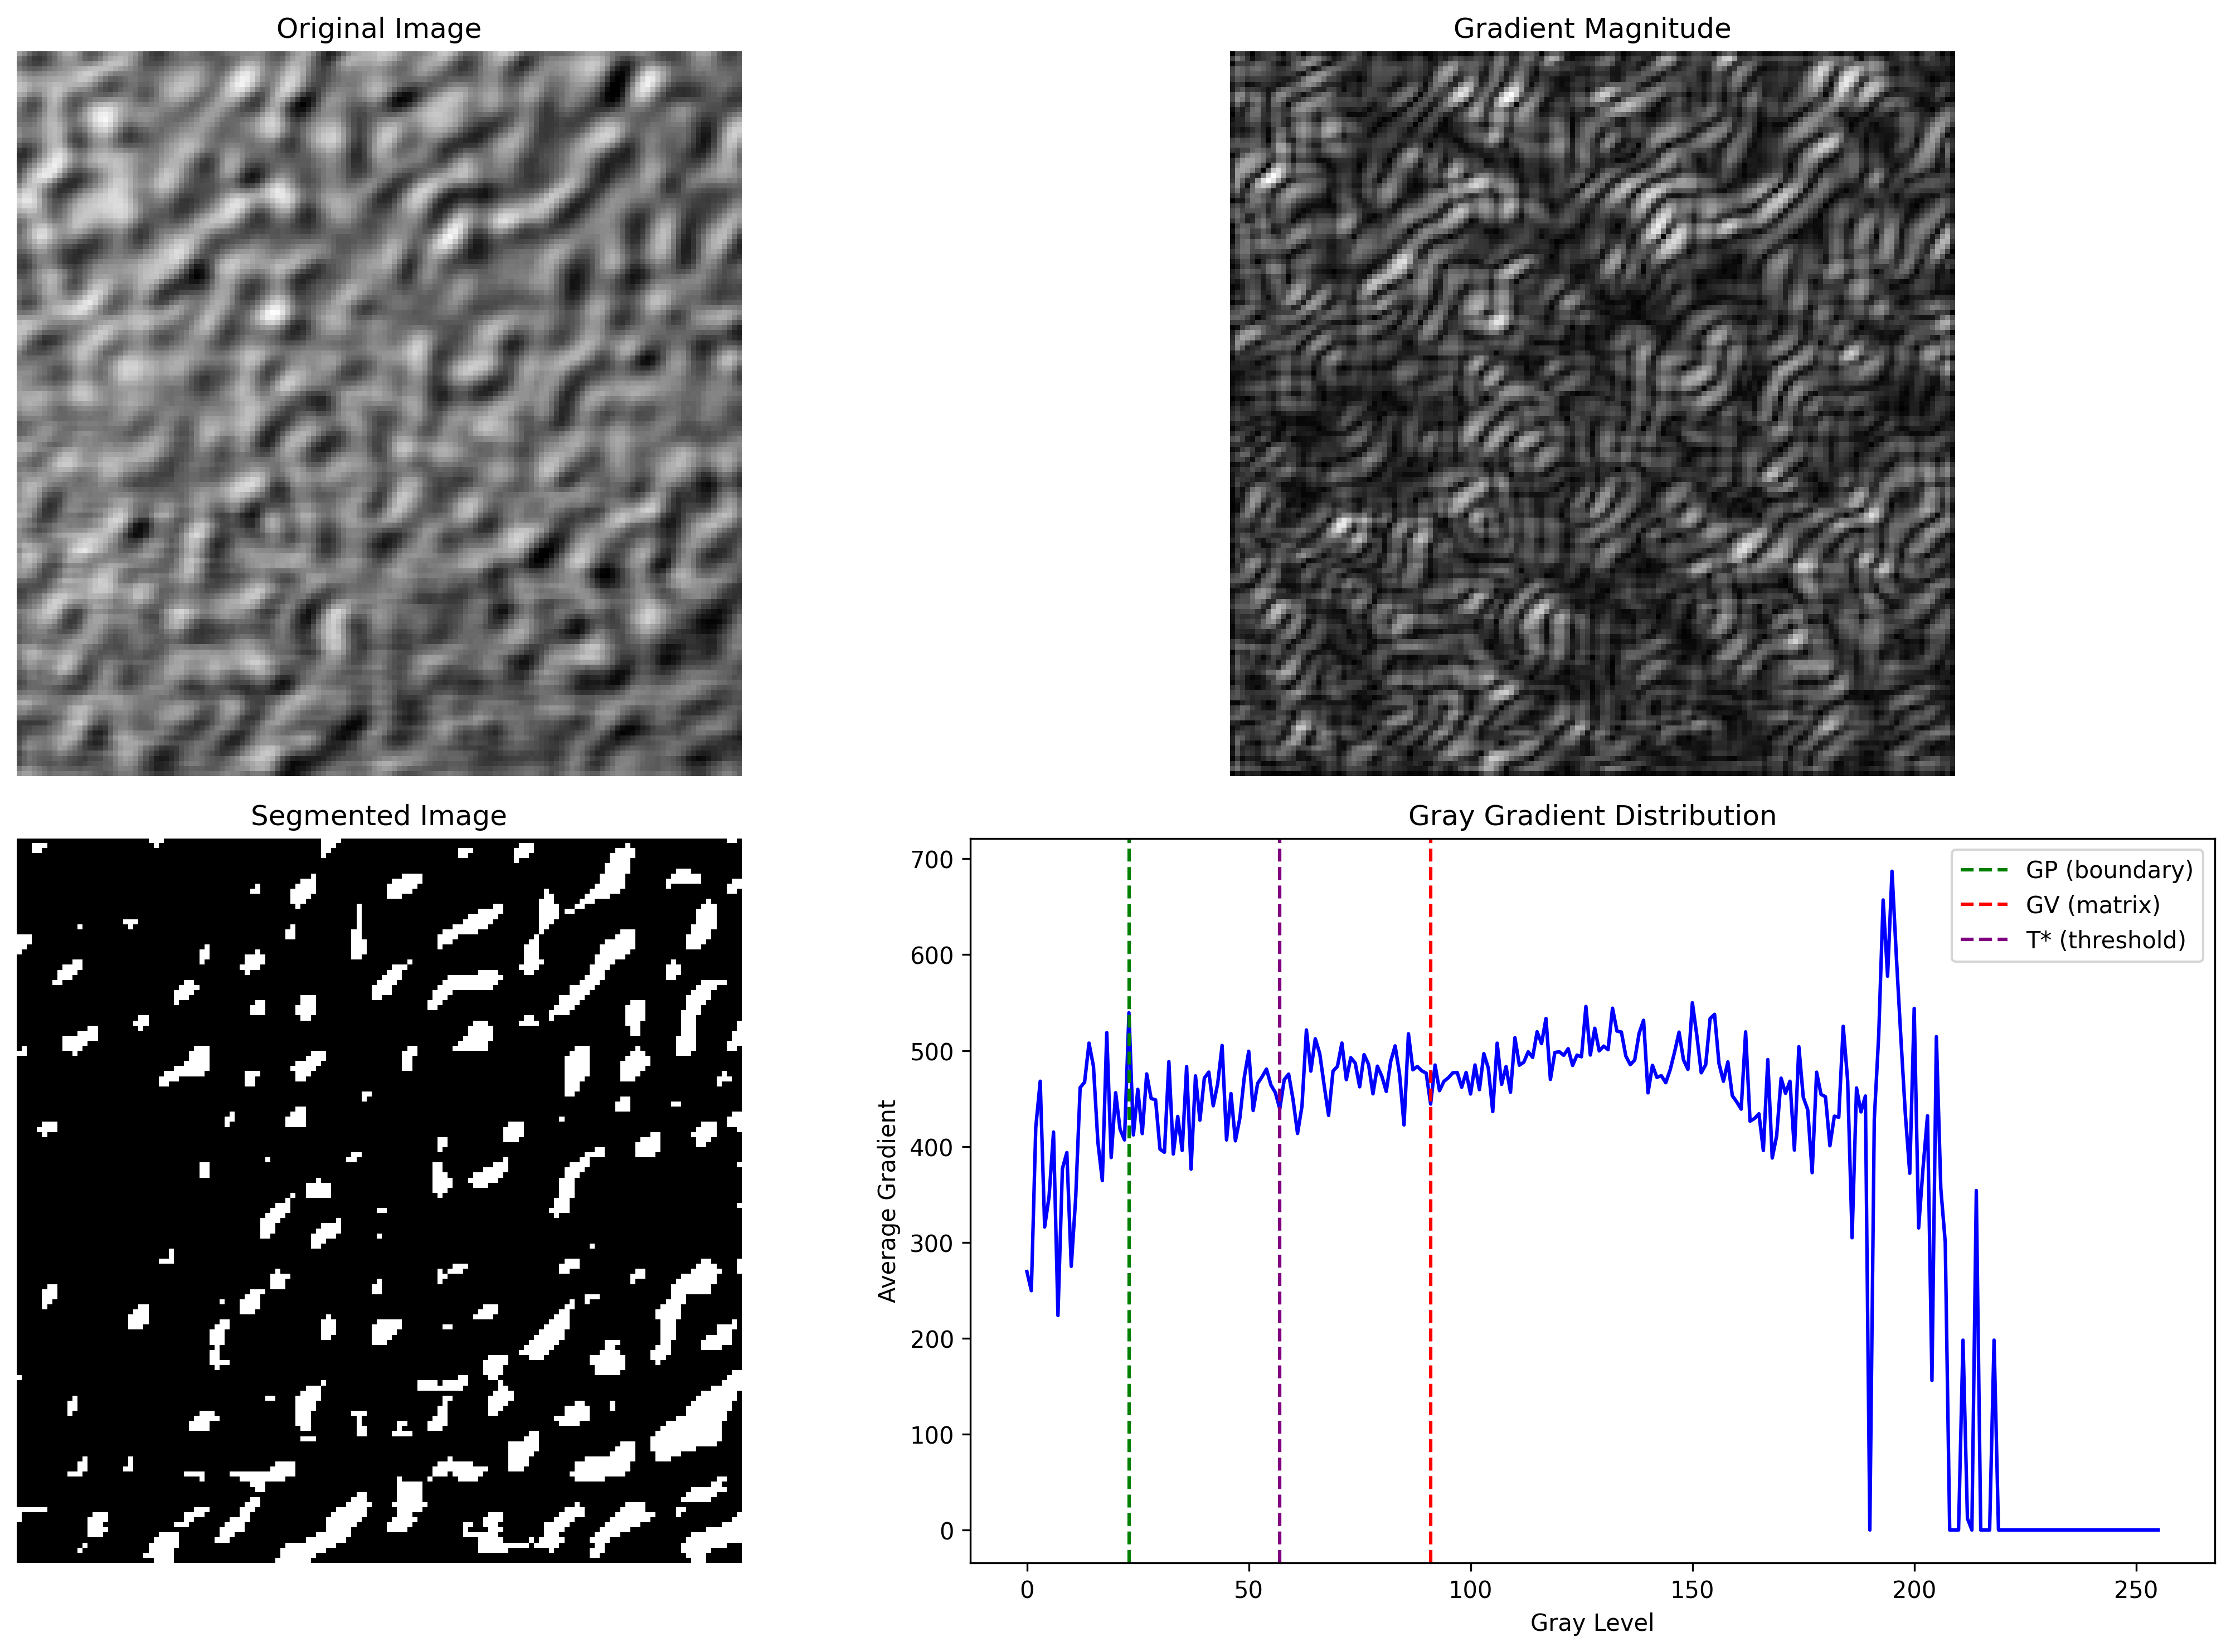 Original Image
Gradient Magnitude
Segmented Image
Gray Gradient Distribution
GP (boundary)
GV (matrix)
T* (threshold)
Average Gradient
700
600
500
400
300
200
100
0
0 50 100 150 200 250
Gray Level